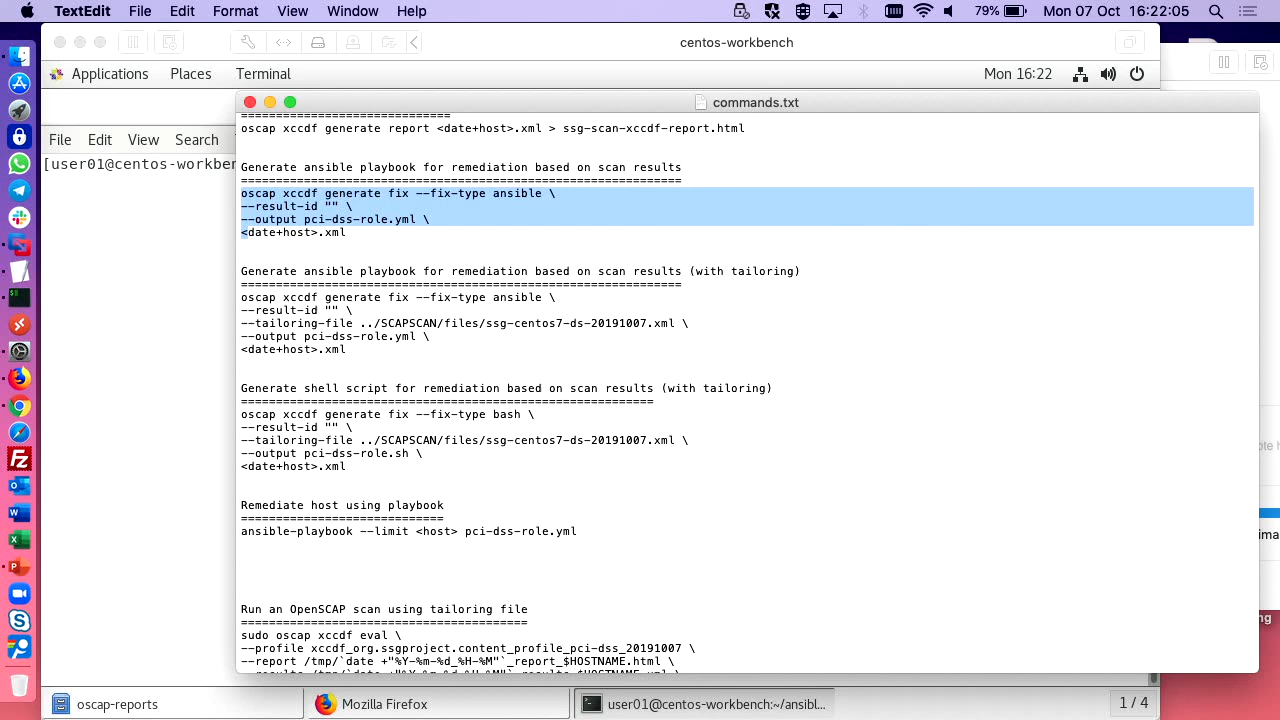 TextEdit File Edit Format View Window Help 79% Mon 07 Oct 16:22:05
centos-workbench
Applications Places Terminal Mon 16:22
commands.txt
File Edit View Search
[user01@centos-workben
=============================
oscap xccdf generate report <date+host>.xml > ssg-scan-xccdf-report.html
Generate ansible playbook for remediation based on scan results
===============================================================
oscap xccdf generate fix --fix-type ansible \
--result-id "" \
--output pci-dss-role.yml \
<date+host>.xml
Generate ansible playbook for remediation based on scan results (with tailoring)
===============================================================
oscap xccdf generate fix --fix-type ansible \
--result-id "" \
--tailoring-file ../SCAPSCAN/files/ssg-centos7-ds-20191007.xml \
--output pci-dss-role.yml \
<date+host>.xml
Generate shell script for remediation based on scan results (with tailoring)
===========================================================
oscap xccdf generate fix --fix-type bash \
--result-id "" \
--tailoring-file ../SCAPSCAN/files/ssg-centos7-ds-20191007.xml \
--output pci-dss-role.sh \
<date+host>.xml
Remediate host using playbook
=============================
ansible-playbook --limit <host> pci-dss-role.yml
Run an OpenSCAP scan using tailoring file
=========================================
sudo oscap xccdf eval \
--profile xccdf_org.ssgproject.content_profile_pci-dss_20191007 \
--report /tmp/`date +"%Y-%m-%d_%H-%M"`_report_$HOSTNAME.html \
oscap-reports Mozilla Firefox user01@centos-workbench:~/ansibl... 1 / 4